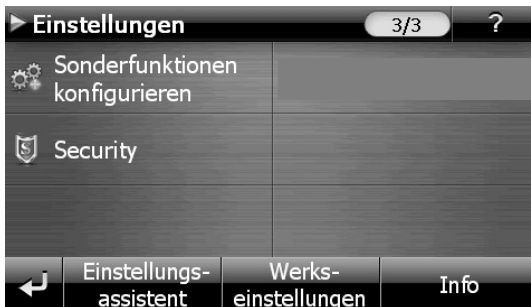 Einstellungen
3/3
?
Sonderfunktionen
konfigurieren
Security
Einstellungs-
assistent
Werks-
einstellungen
Info